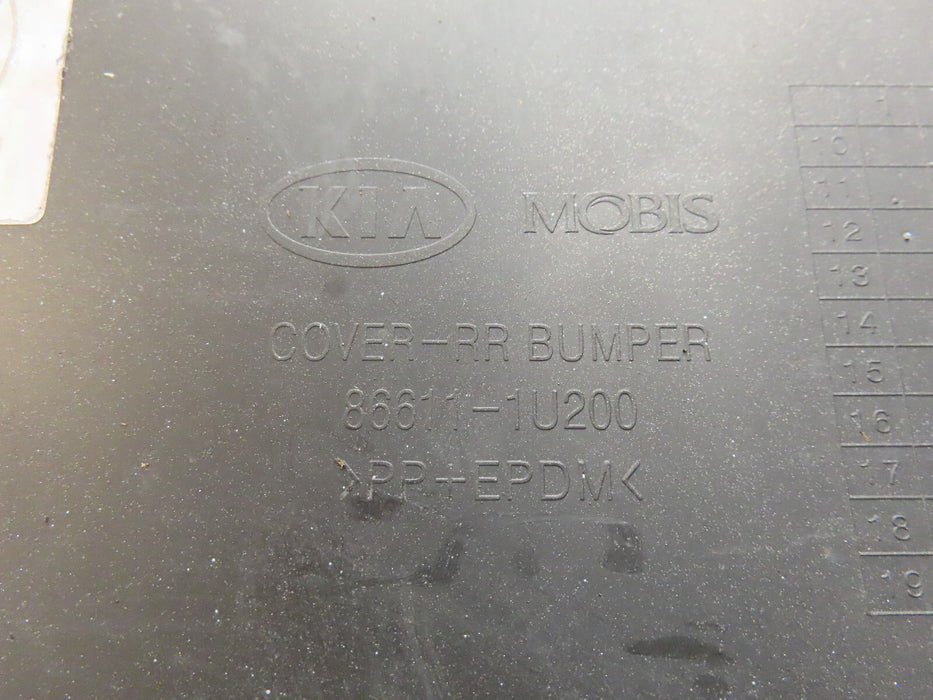 KIA MOBIS
COVER-RR BUMPER
86611-1U200
>PP+EPDM<
1
10
11
12
13
14
15
16
17
18
19